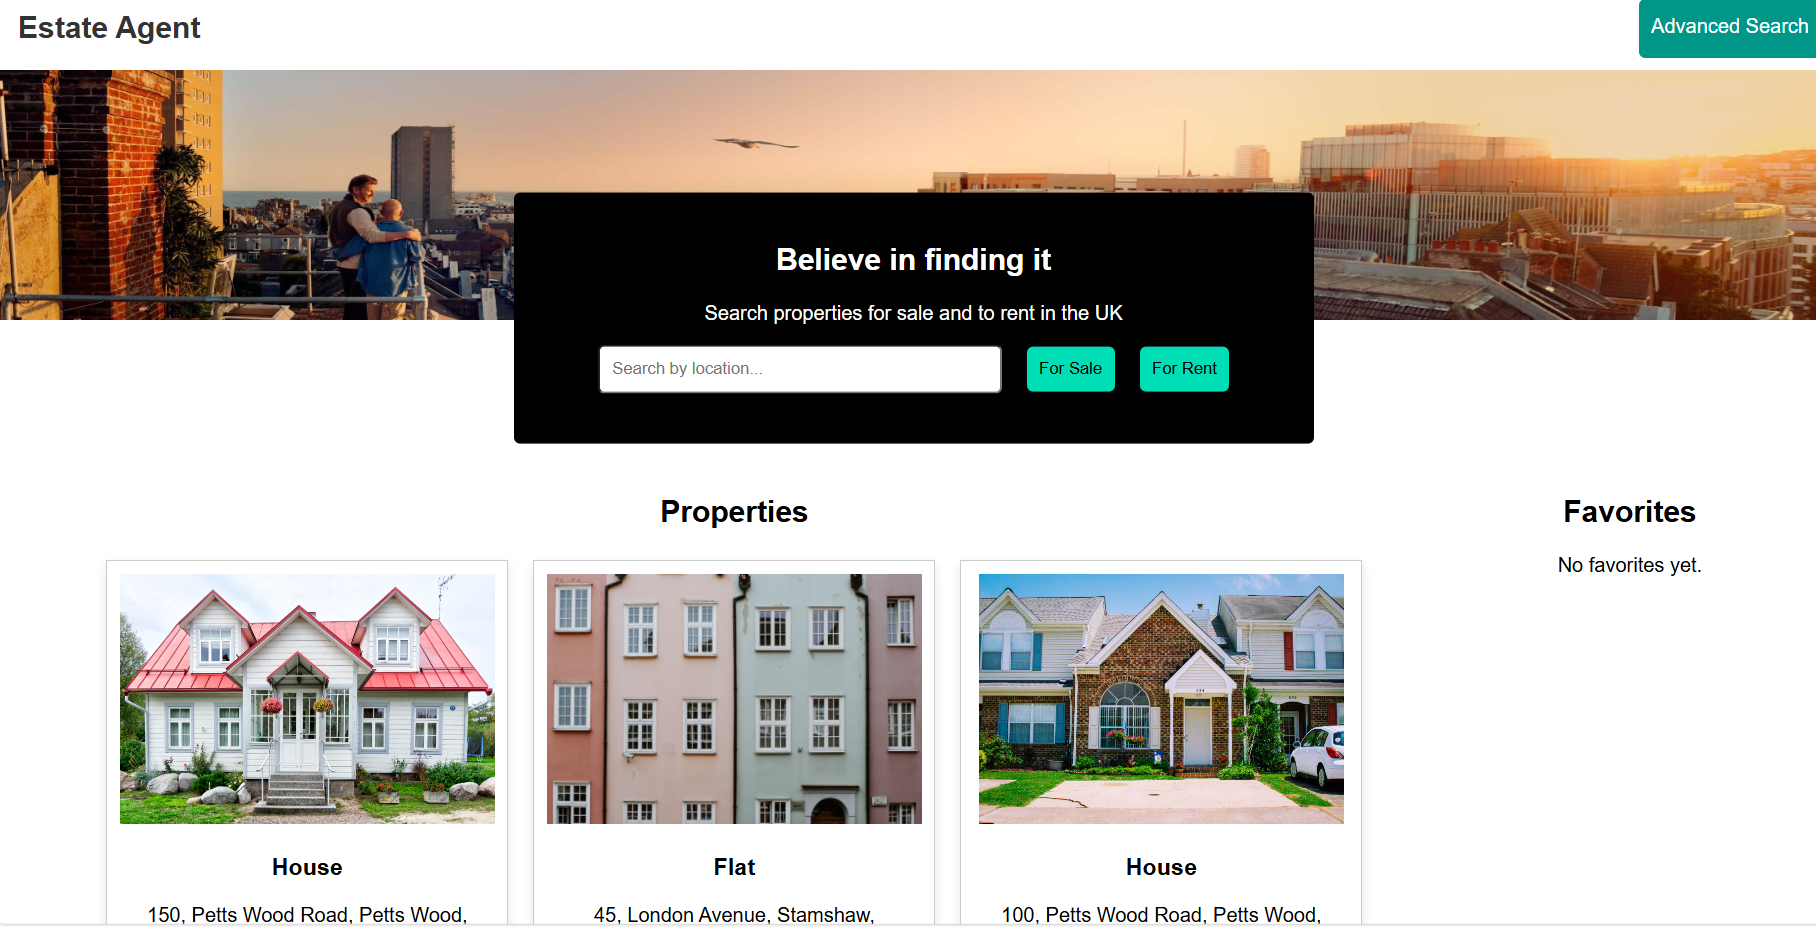 Estate Agent
Advanced Search
Believe in finding it
Search properties for sale and to rent in the UK
Search by location...
For Sale
For Rent
Properties
Favorites
No favorites yet.
House
150, Petts Wood Road, Petts Wood,
Flat
45, London Avenue, Stamshaw,
House
100, Petts Wood Road, Petts Wood,